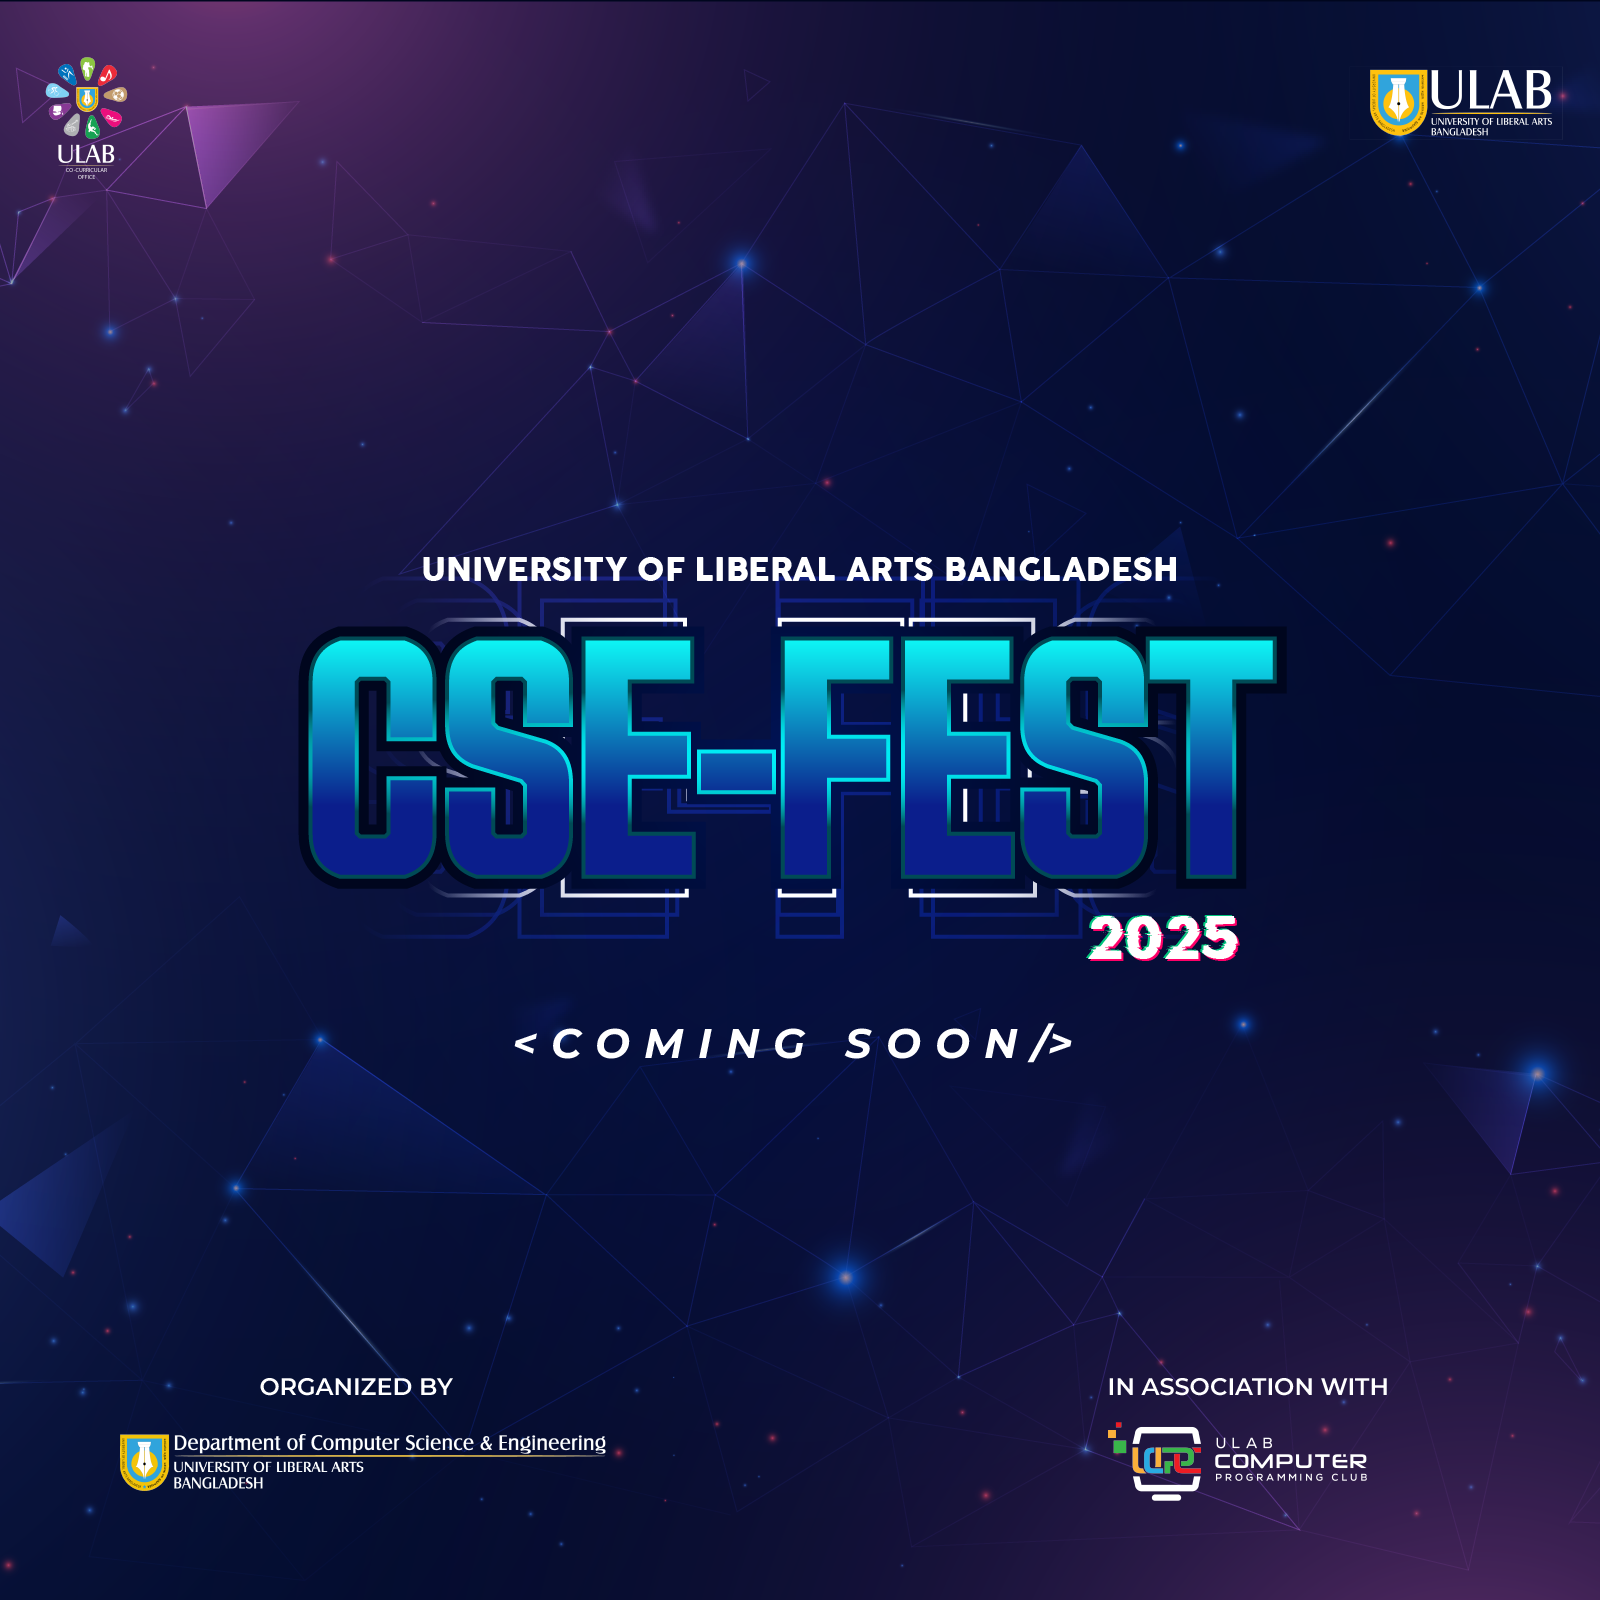 ULAB
CO-CURRICULAR
OFFICE
ULAB
UNIVERSITY OF LIBERAL ARTS
BANGLADESH
UNIVERSITY OF LIBERAL ARTS BANGLADESH
CSE-FEST
2025
<COMING SOON/>
ORGANIZED BY
Department of Computer Science & Engineering
UNIVERSITY OF LIBERAL ARTS
BANGLADESH
IN ASSOCIATION WITH
UCPC
ULAB
COMPUTER
PROGRAMMING CLUB